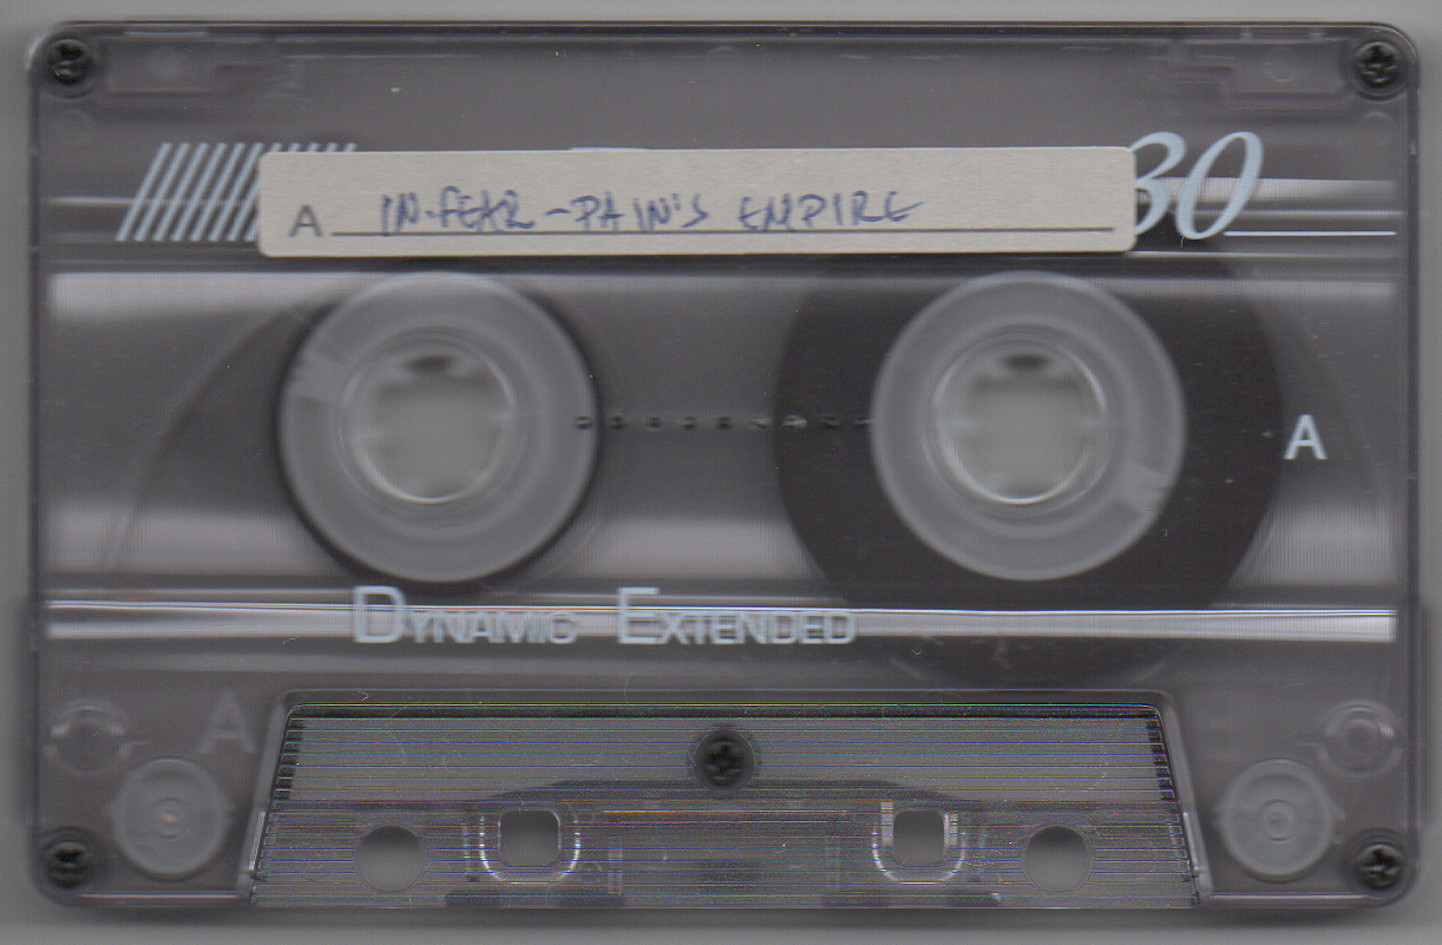 30
A IN-FEAR - PAIN'S EMPIRE
A
DYNAMIC EXTENDED
A